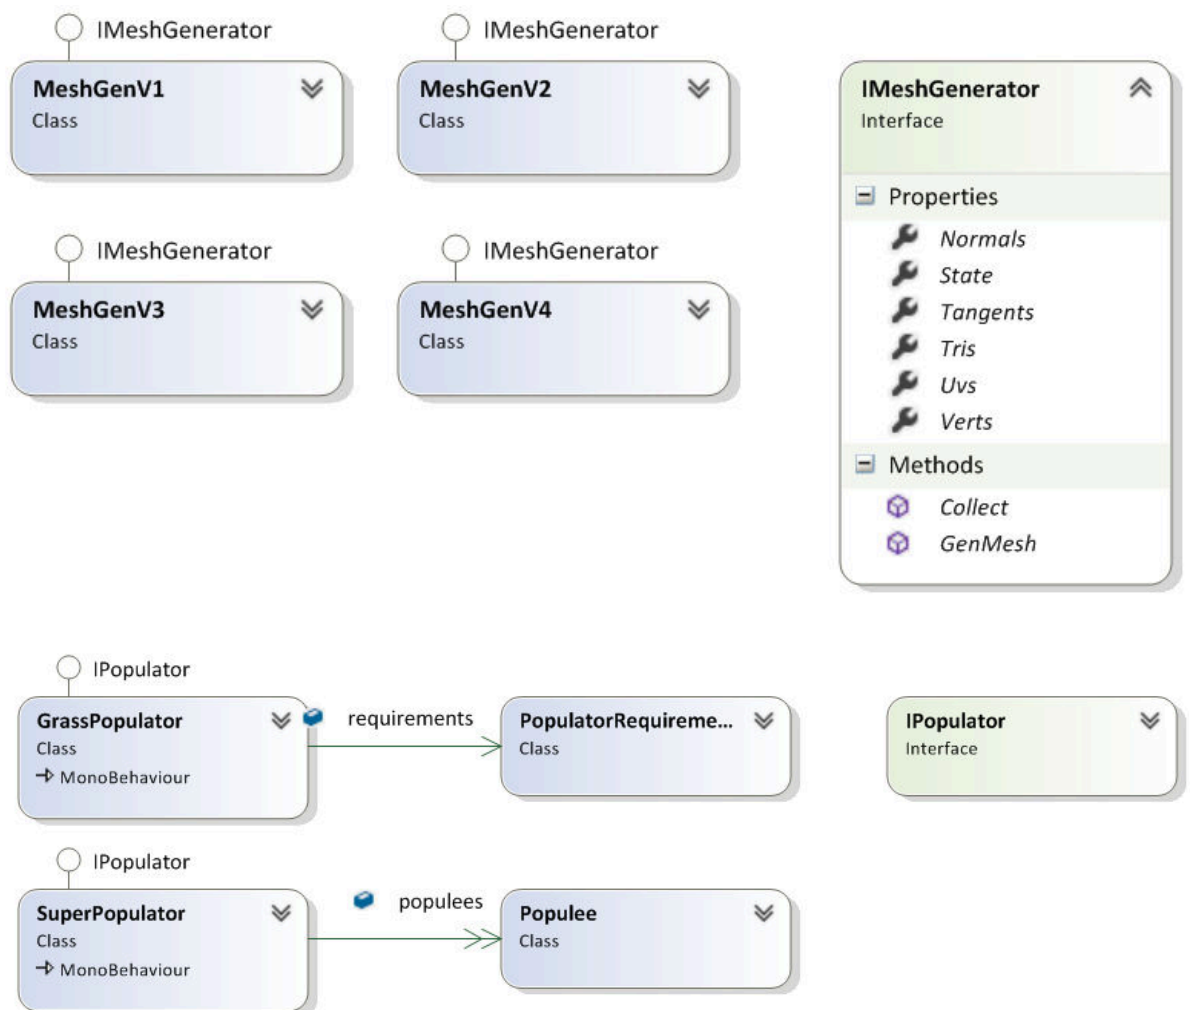 IMeshGenerator
IMeshGenerator
MeshGenV1
Class
MeshGenV2
Class
IMeshGenerator
Interface
Properties
Normals
State
Tangents
Tris
Uvs
Verts
Methods
Collect
GenMesh
IMeshGenerator
IMeshGenerator
MeshGenV3
Class
MeshGenV4
Class
IPopulator
GrassPopulator
Class
MonoBehaviour
requirements
PopulatorRequireme...
Class
IPopulator
Interface
IPopulator
SuperPopulator
Class
MonoBehaviour
populees
Populee
Class